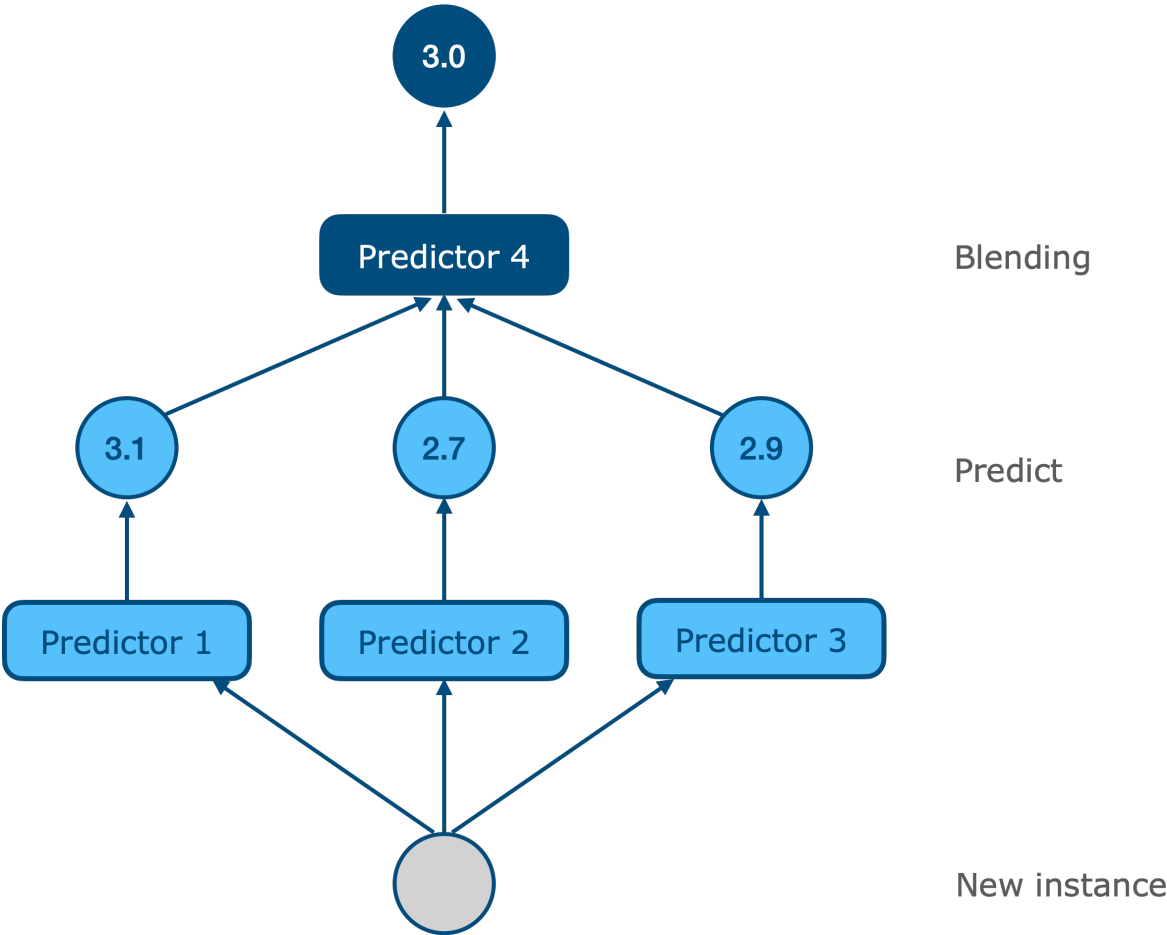 3.0
Predictor 4
Blending
3.1
2.7
2.9
Predict
Predictor 1
Predictor 2
Predictor 3
New instance